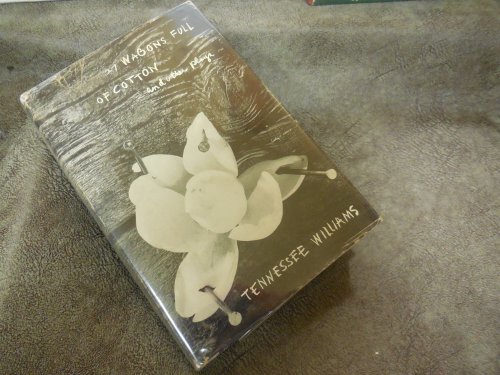 27 WAGONS FULL
OF COTTON
and other plays
TENNESSEE WILLIAMS